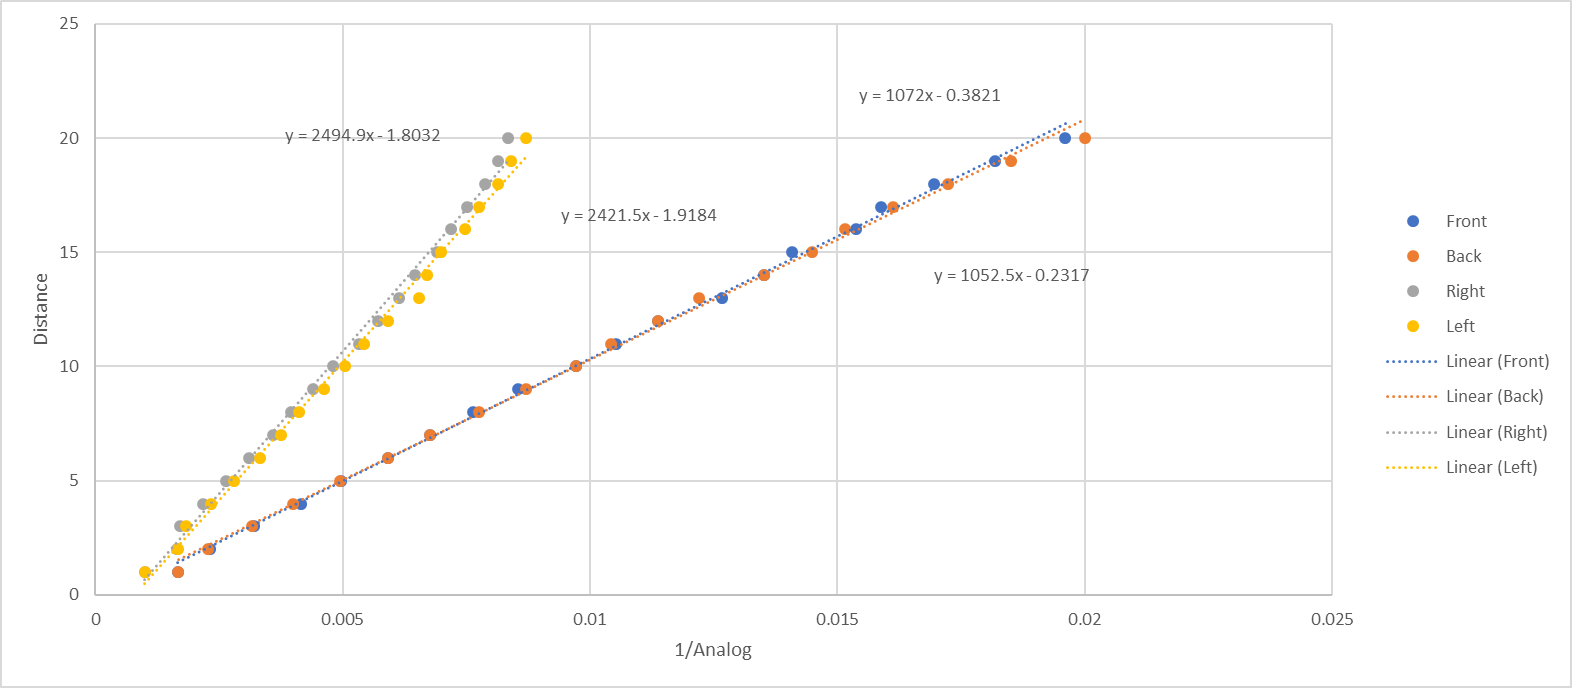 25
20
15
10
5
0
Distance
0
0.005
0.01
0.015
0.02
0.025
1/Analog
y = 1072x - 0.3821
y = 2494.9x - 1.8032
y = 2421.5x - 1.9184
y = 1052.5x - 0.2317
Front
Back
Right
Left
Linear (Front)
Linear (Back)
Linear (Right)
Linear (Left)